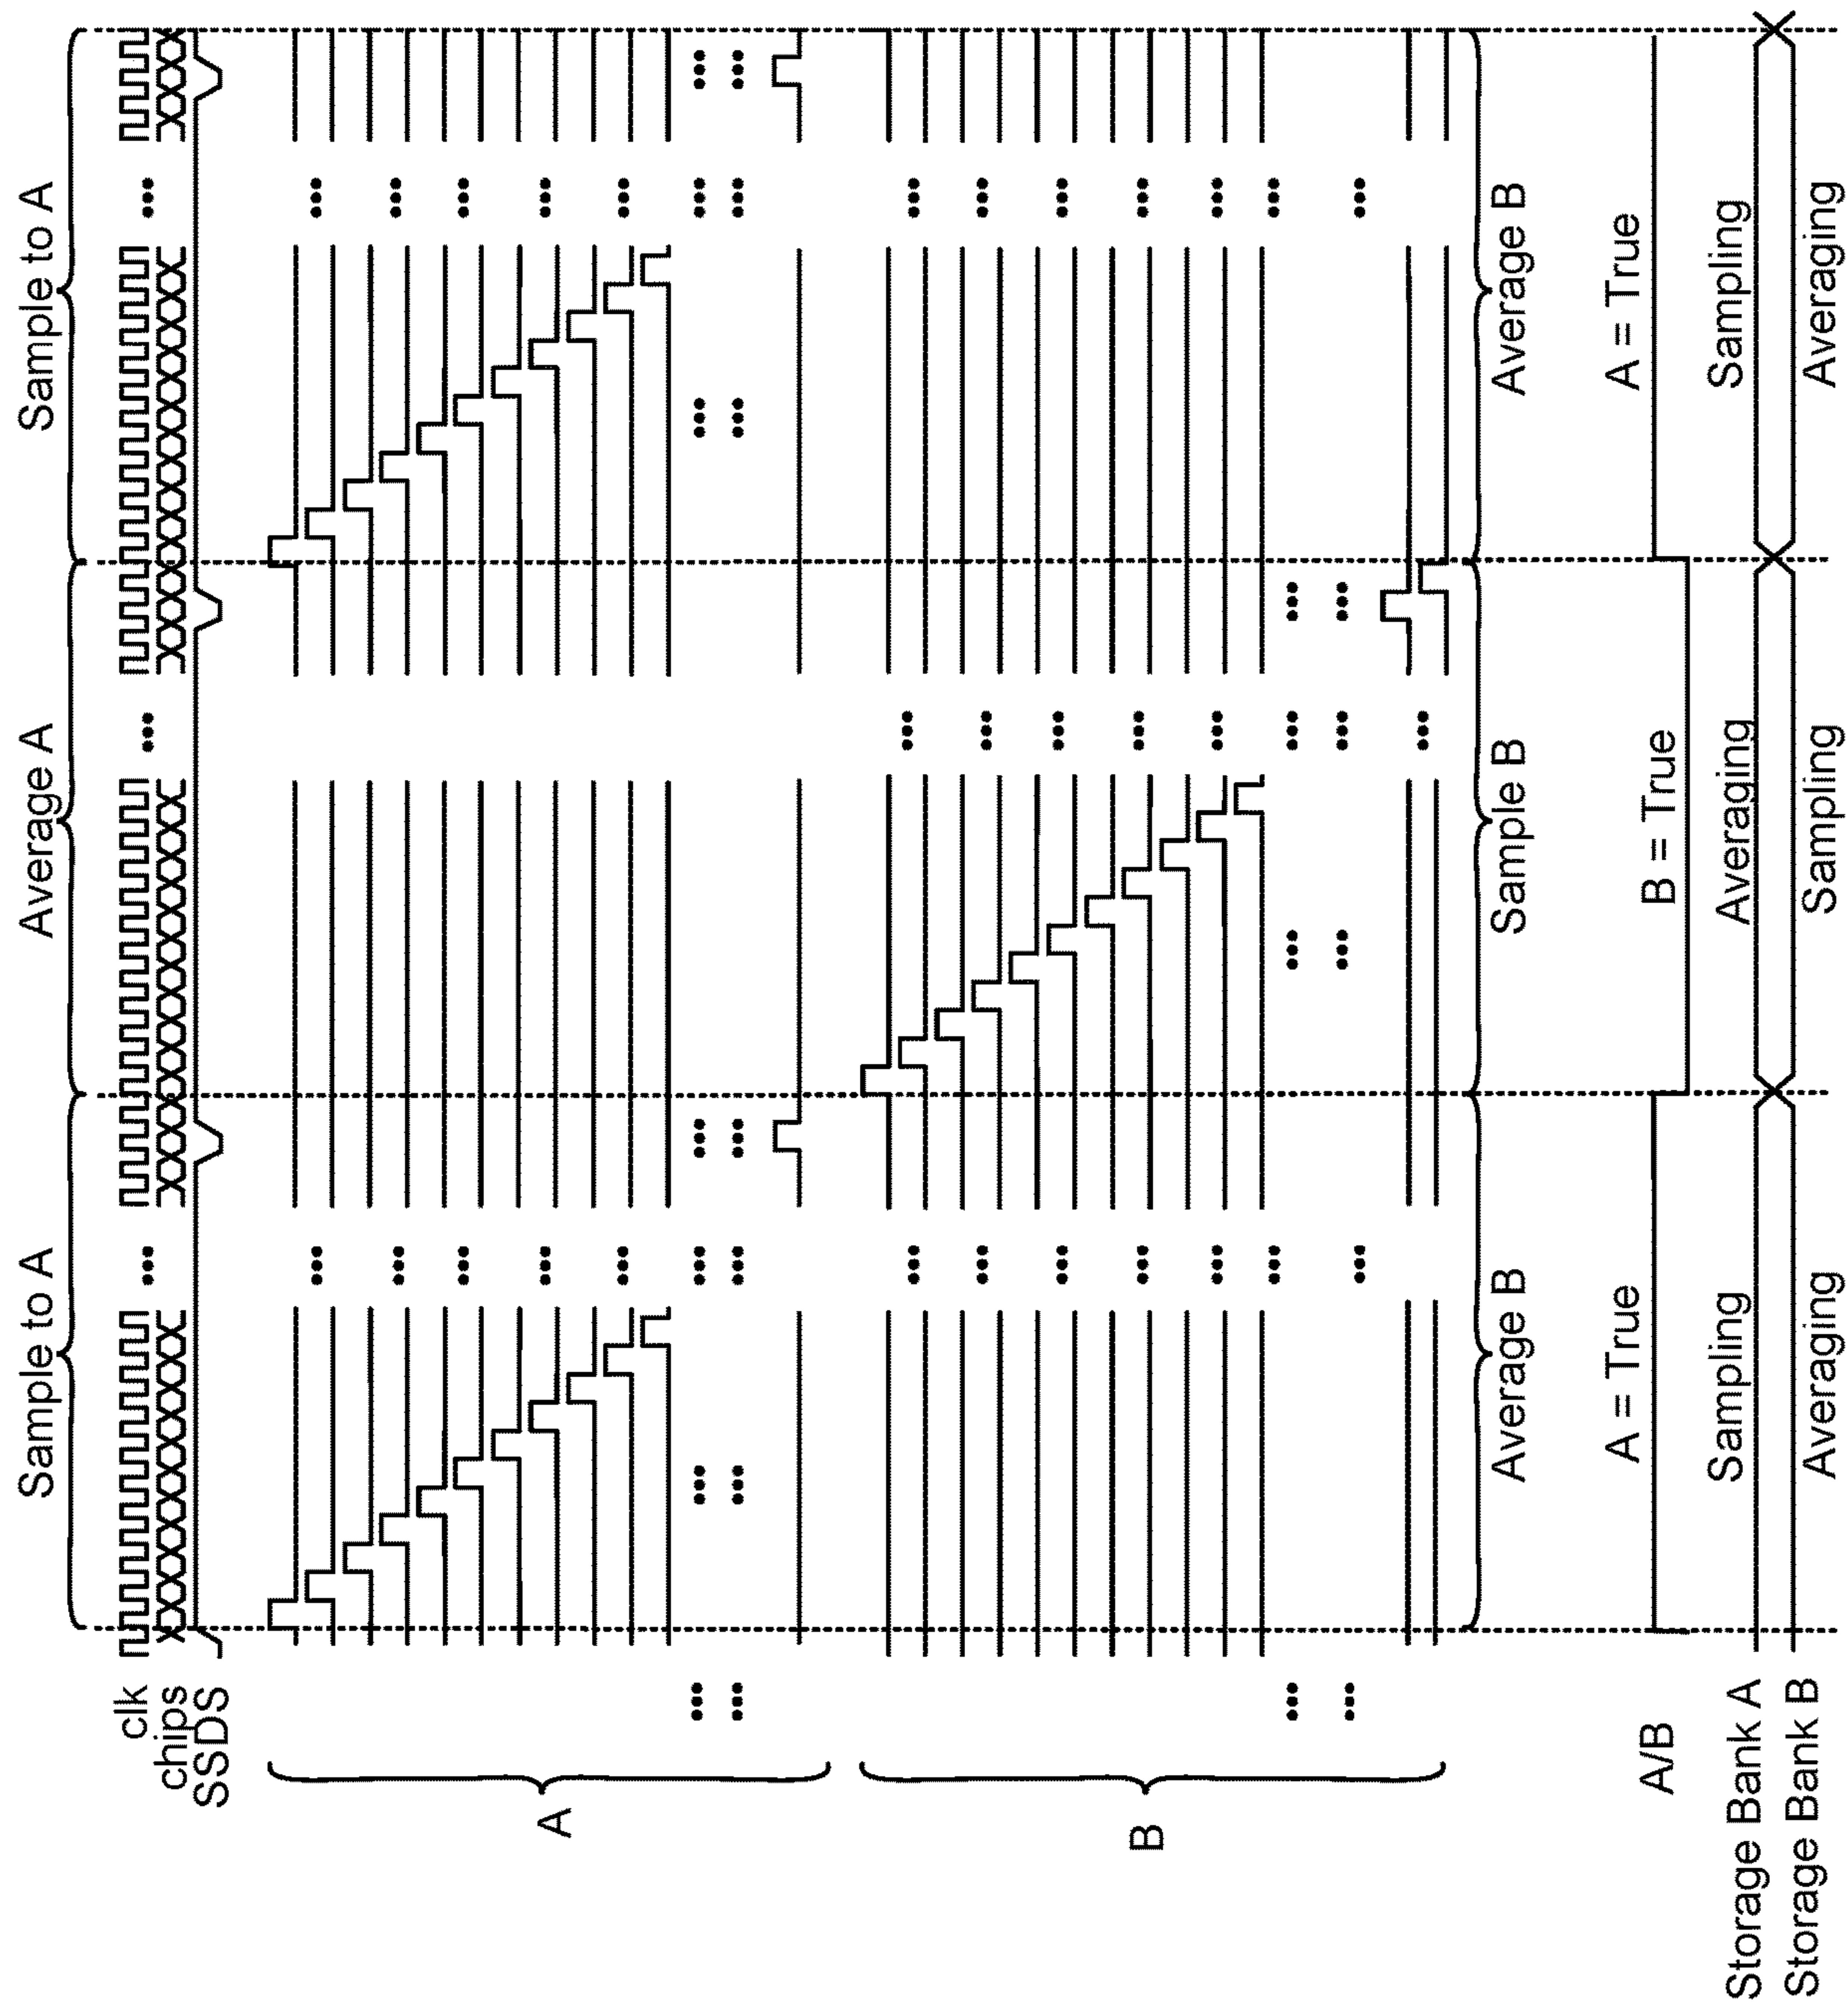 Sample to A
Average A
Sample to A
clk
chips
SSDS
A
B
Average B
Sample B
Average B
A/B
A = True
B = True
A = True
Storage Bank A
Sampling
Averaging
Sampling
Storage Bank B
Averaging
Sampling
Averaging